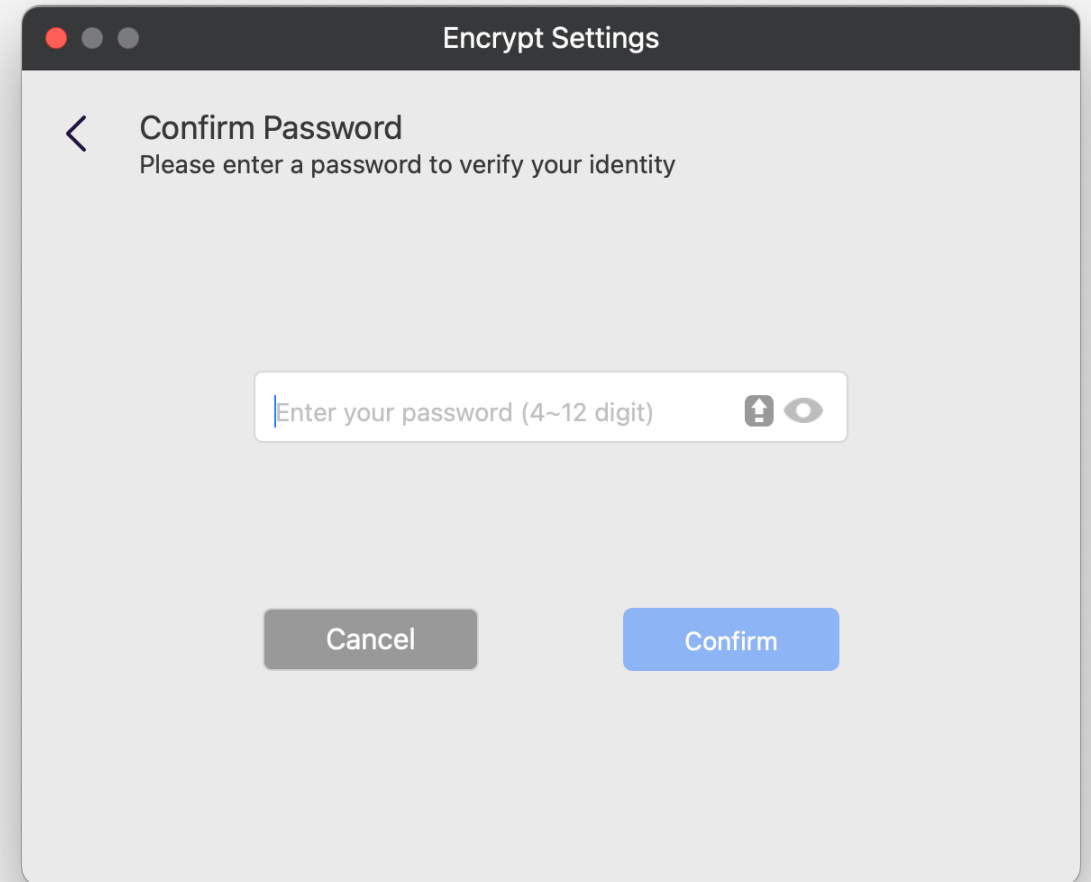 Encrypt Settings
Confirm Password
Please enter a password to verify your identity
Enter your password (4~12 digit)
Cancel
Confirm